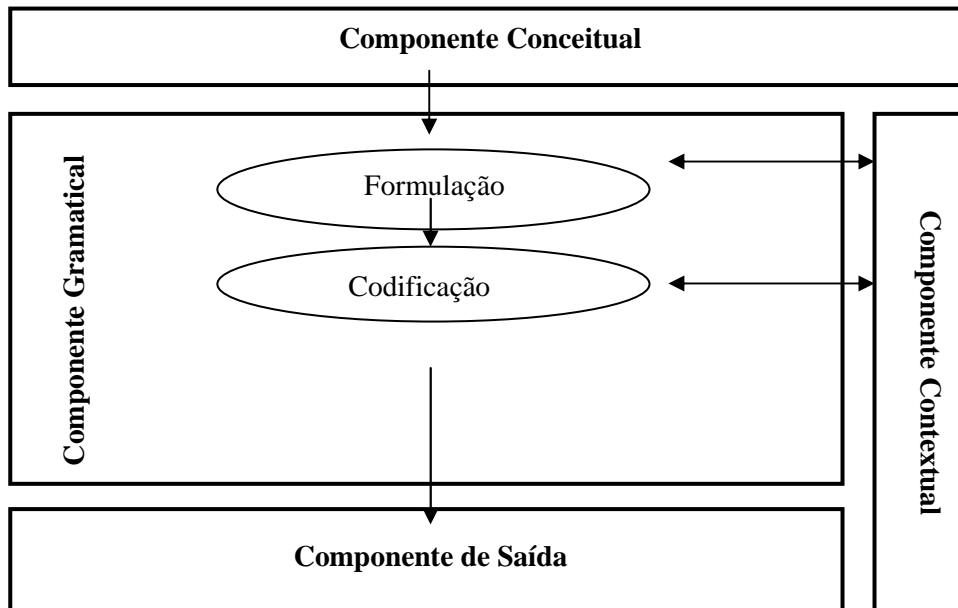 Componente Conceitual
Componente Gramatical
Formulação
Codificação
Componente Contextual
Componente de Saída